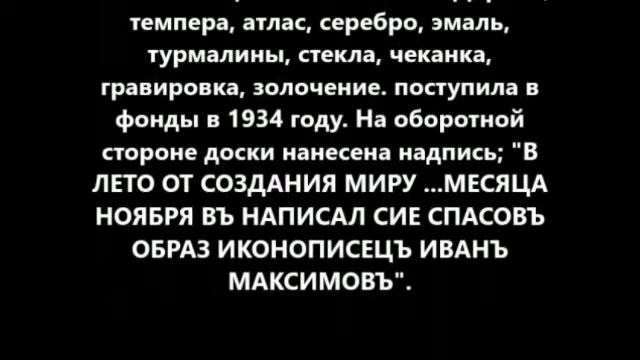 темпера, атлас, серебро, эмаль,
турмалины, стекла, чеканка,
гравировка, золочение. поступила в
фонды в 1934 году. На оборотной
стороне доски нанесена надпись; "В
ЛЕТО ОТ СОЗДАНИЯ МИРУ ...МЕСЯЦА
НОЯБРЯ ВЪ НАПИСАЛ СИЕ СПАСОВЪ
ОБРАЗ ИКОНОПИСЕЦЪ ИВАНЪ
МАКСИМОВЪ".